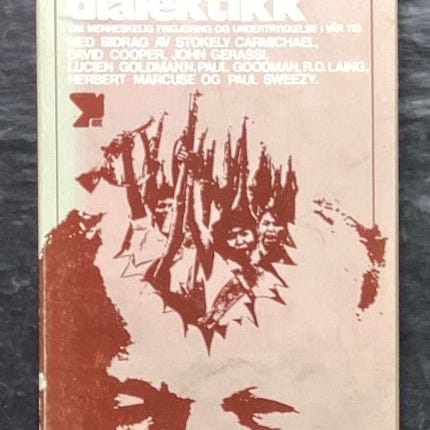 dialektikk
OM MENNESKELIG FRIGJØRING OG UNDERTRYKKELSE I VÅR TID
MED BIDRAG AV STOKELY CARMICHAEL,
DAVID COOPER, JOHN GERASSI,
LUCIEN GOLDMANN, PAUL GOODMAN, R.D. LAING,
HERBERT MARCUSE OG PAUL SWEEZY.